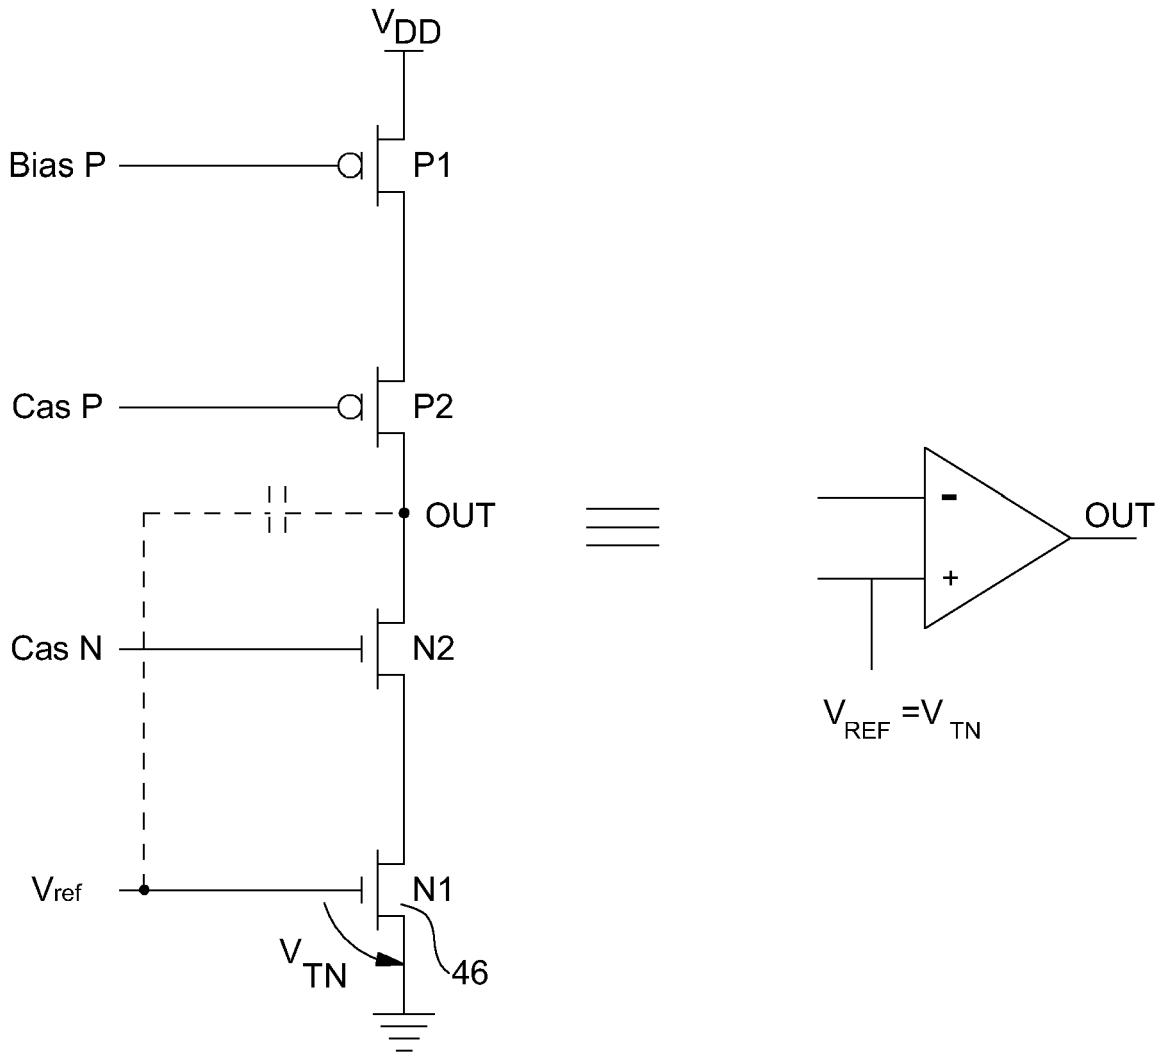 VDD
Bias P
P1
Cas P
P2
OUT
Cas N
N2
Vref
N1
VTN
46
-
+
OUT
VREF =VTN